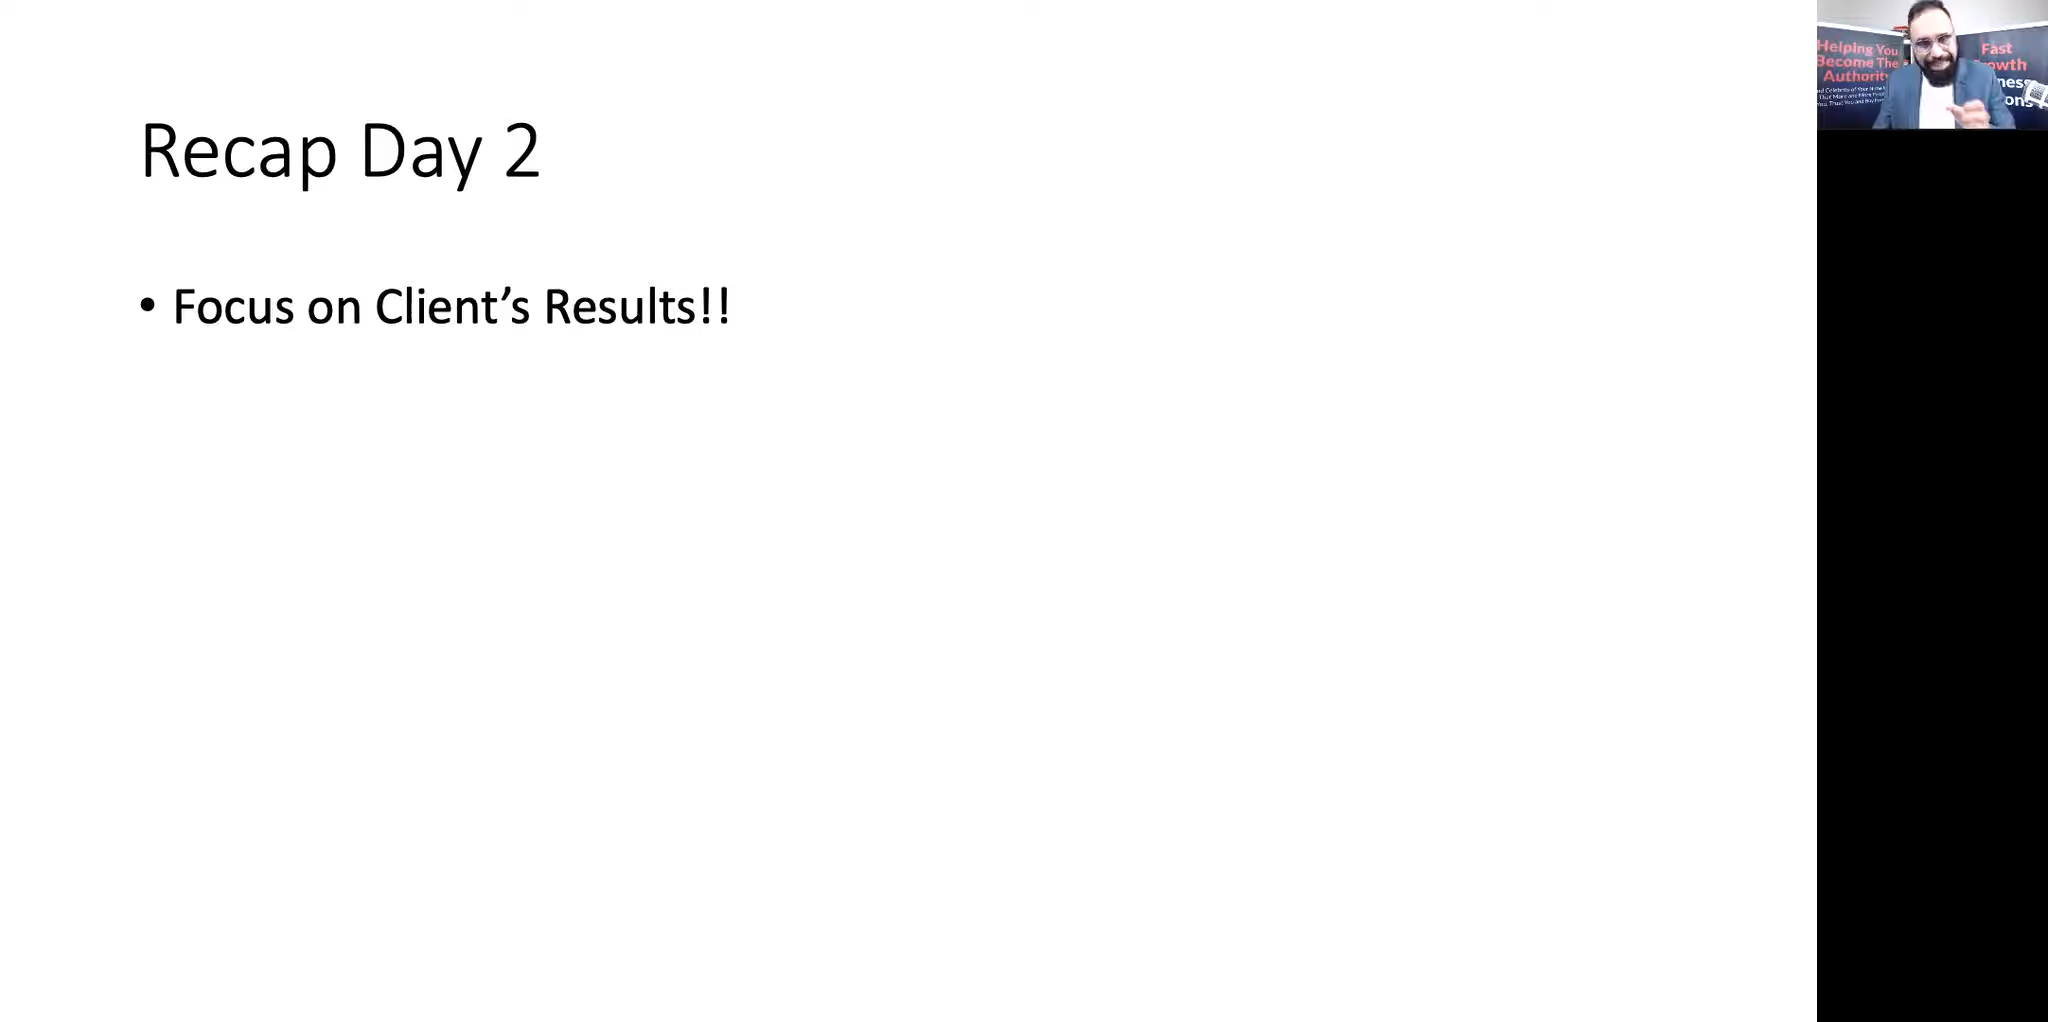 Recap Day 2
• Focus on Client’s Results!!
Helping You
Become The
Authority
Fast